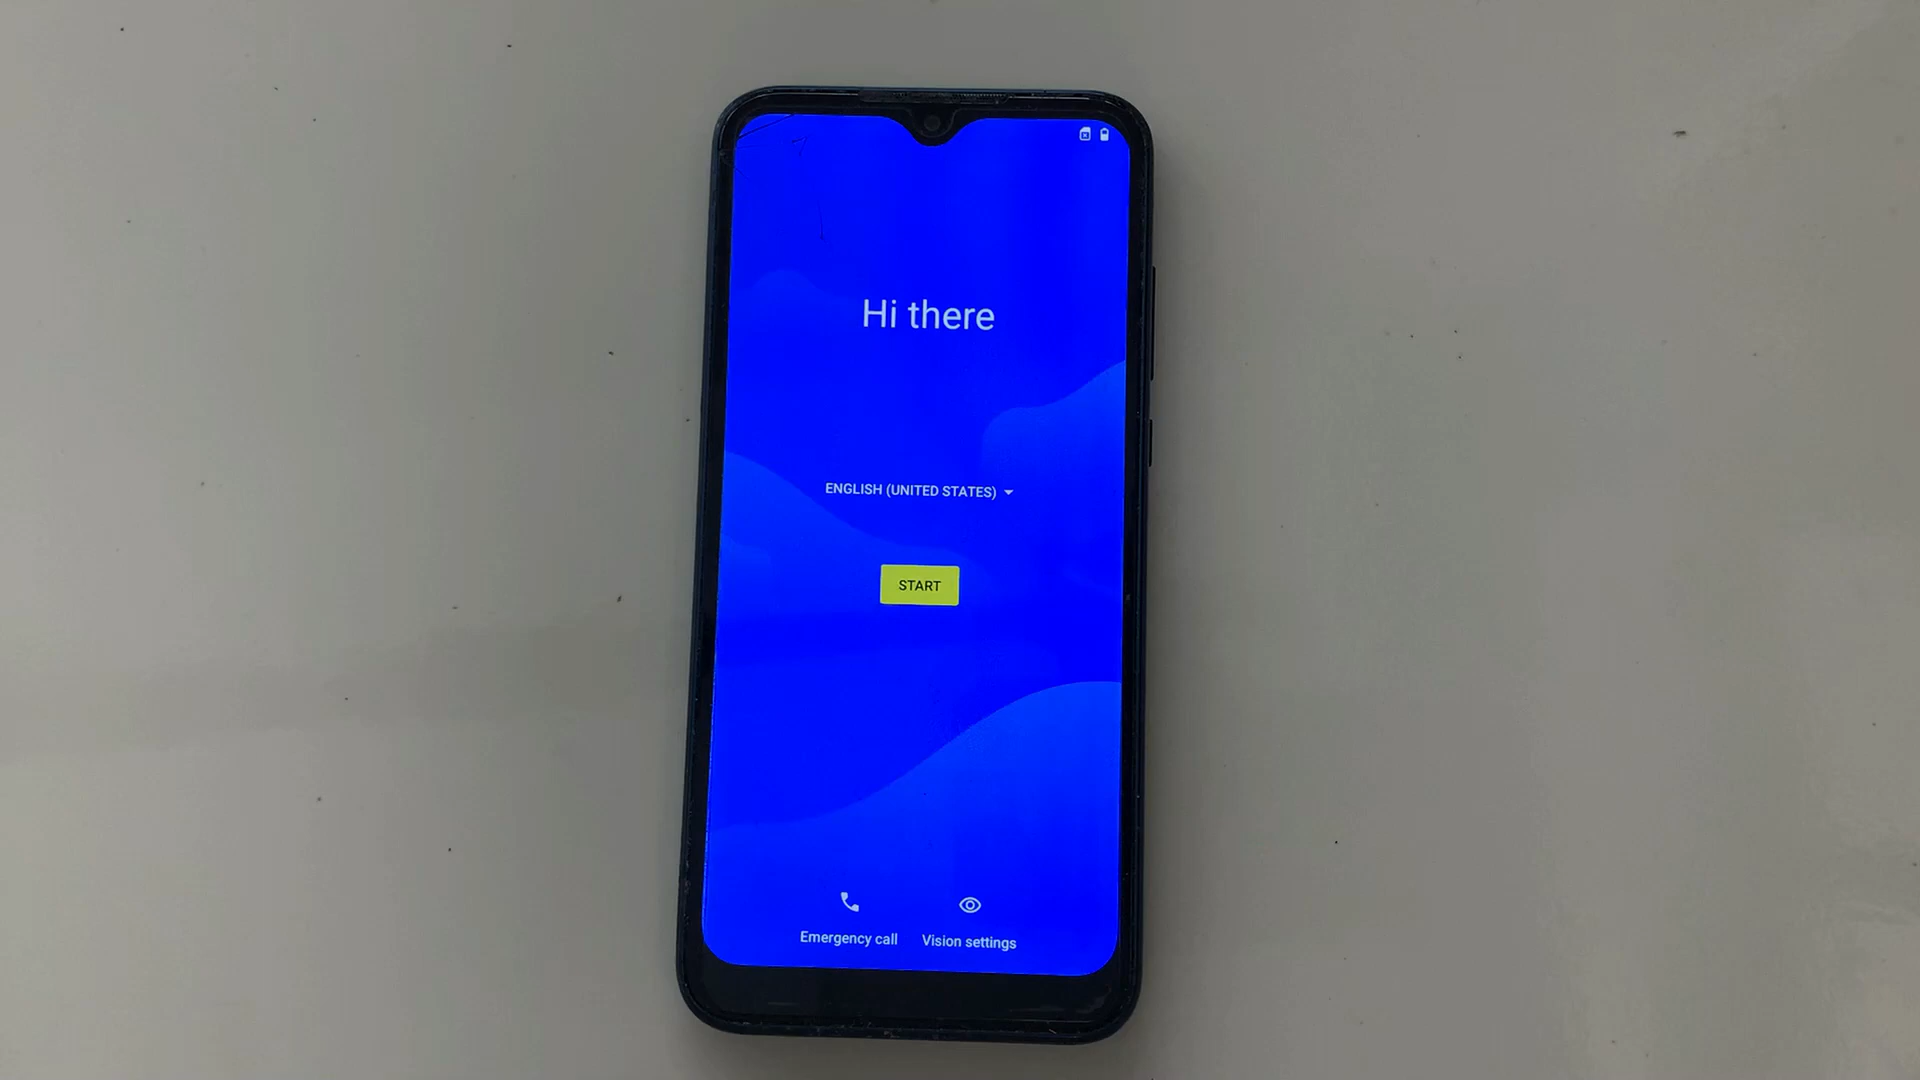 Hi there
ENGLISH (UNITED STATES)
START
Emergency call
Vision settings